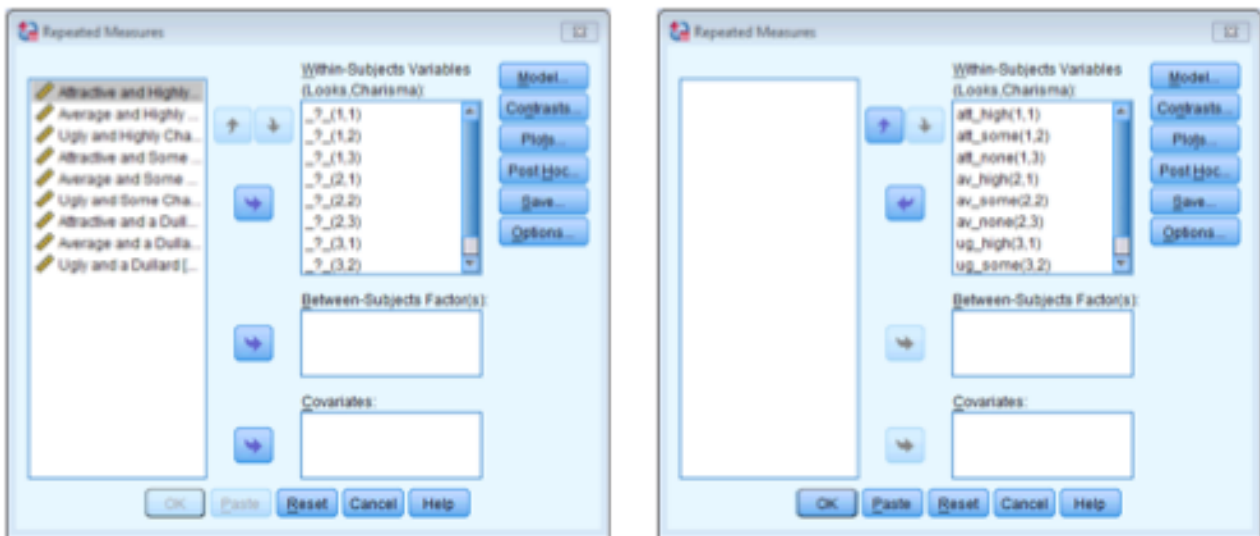 Repeated Measures
Attractive and Highly...
Average and Highly ...
Ugly and Highly Cha...
Attractive and Some ...
Average and Some ...
Ugly and Some Cha...
Attractive and a Dull...
Average and a Dulla...
Ugly and a Dullard [...
Within-Subjects Variables
(Looks,Charisma):
_?_(1,1)
_?_(1,2)
_?_(1,3)
_?_(2,1)
_?_(2,2)
_?_(2,3)
_?_(3,1)
_?_(3,2)
Between-Subjects Factor(s):
Covariates:
Model...
Contrasts...
Plots...
Post Hoc...
Save...
Options...
OK
Paste
Reset
Cancel
Help
Repeated Measures
Within-Subjects Variables
(Looks,Charisma):
att_high(1,1)
att_some(1,2)
att_none(1,3)
av_high(2,1)
av_some(2,2)
av_none(2,3)
ug_high(3,1)
ug_some(3,2)
Between-Subjects Factor(s):
Covariates:
Model...
Contrasts...
Plots...
Post Hoc...
Save...
Options...
OK
Paste
Reset
Cancel
Help